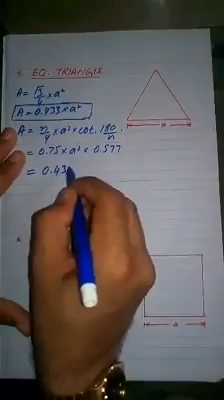 5. EQ. TRIANGLE
A = √3/4 × a²
A = 0.433 × a²
A = n/4 × a² × cot. 180/n.
= 0.75 × a² × 0.577
= 0.43
a
a